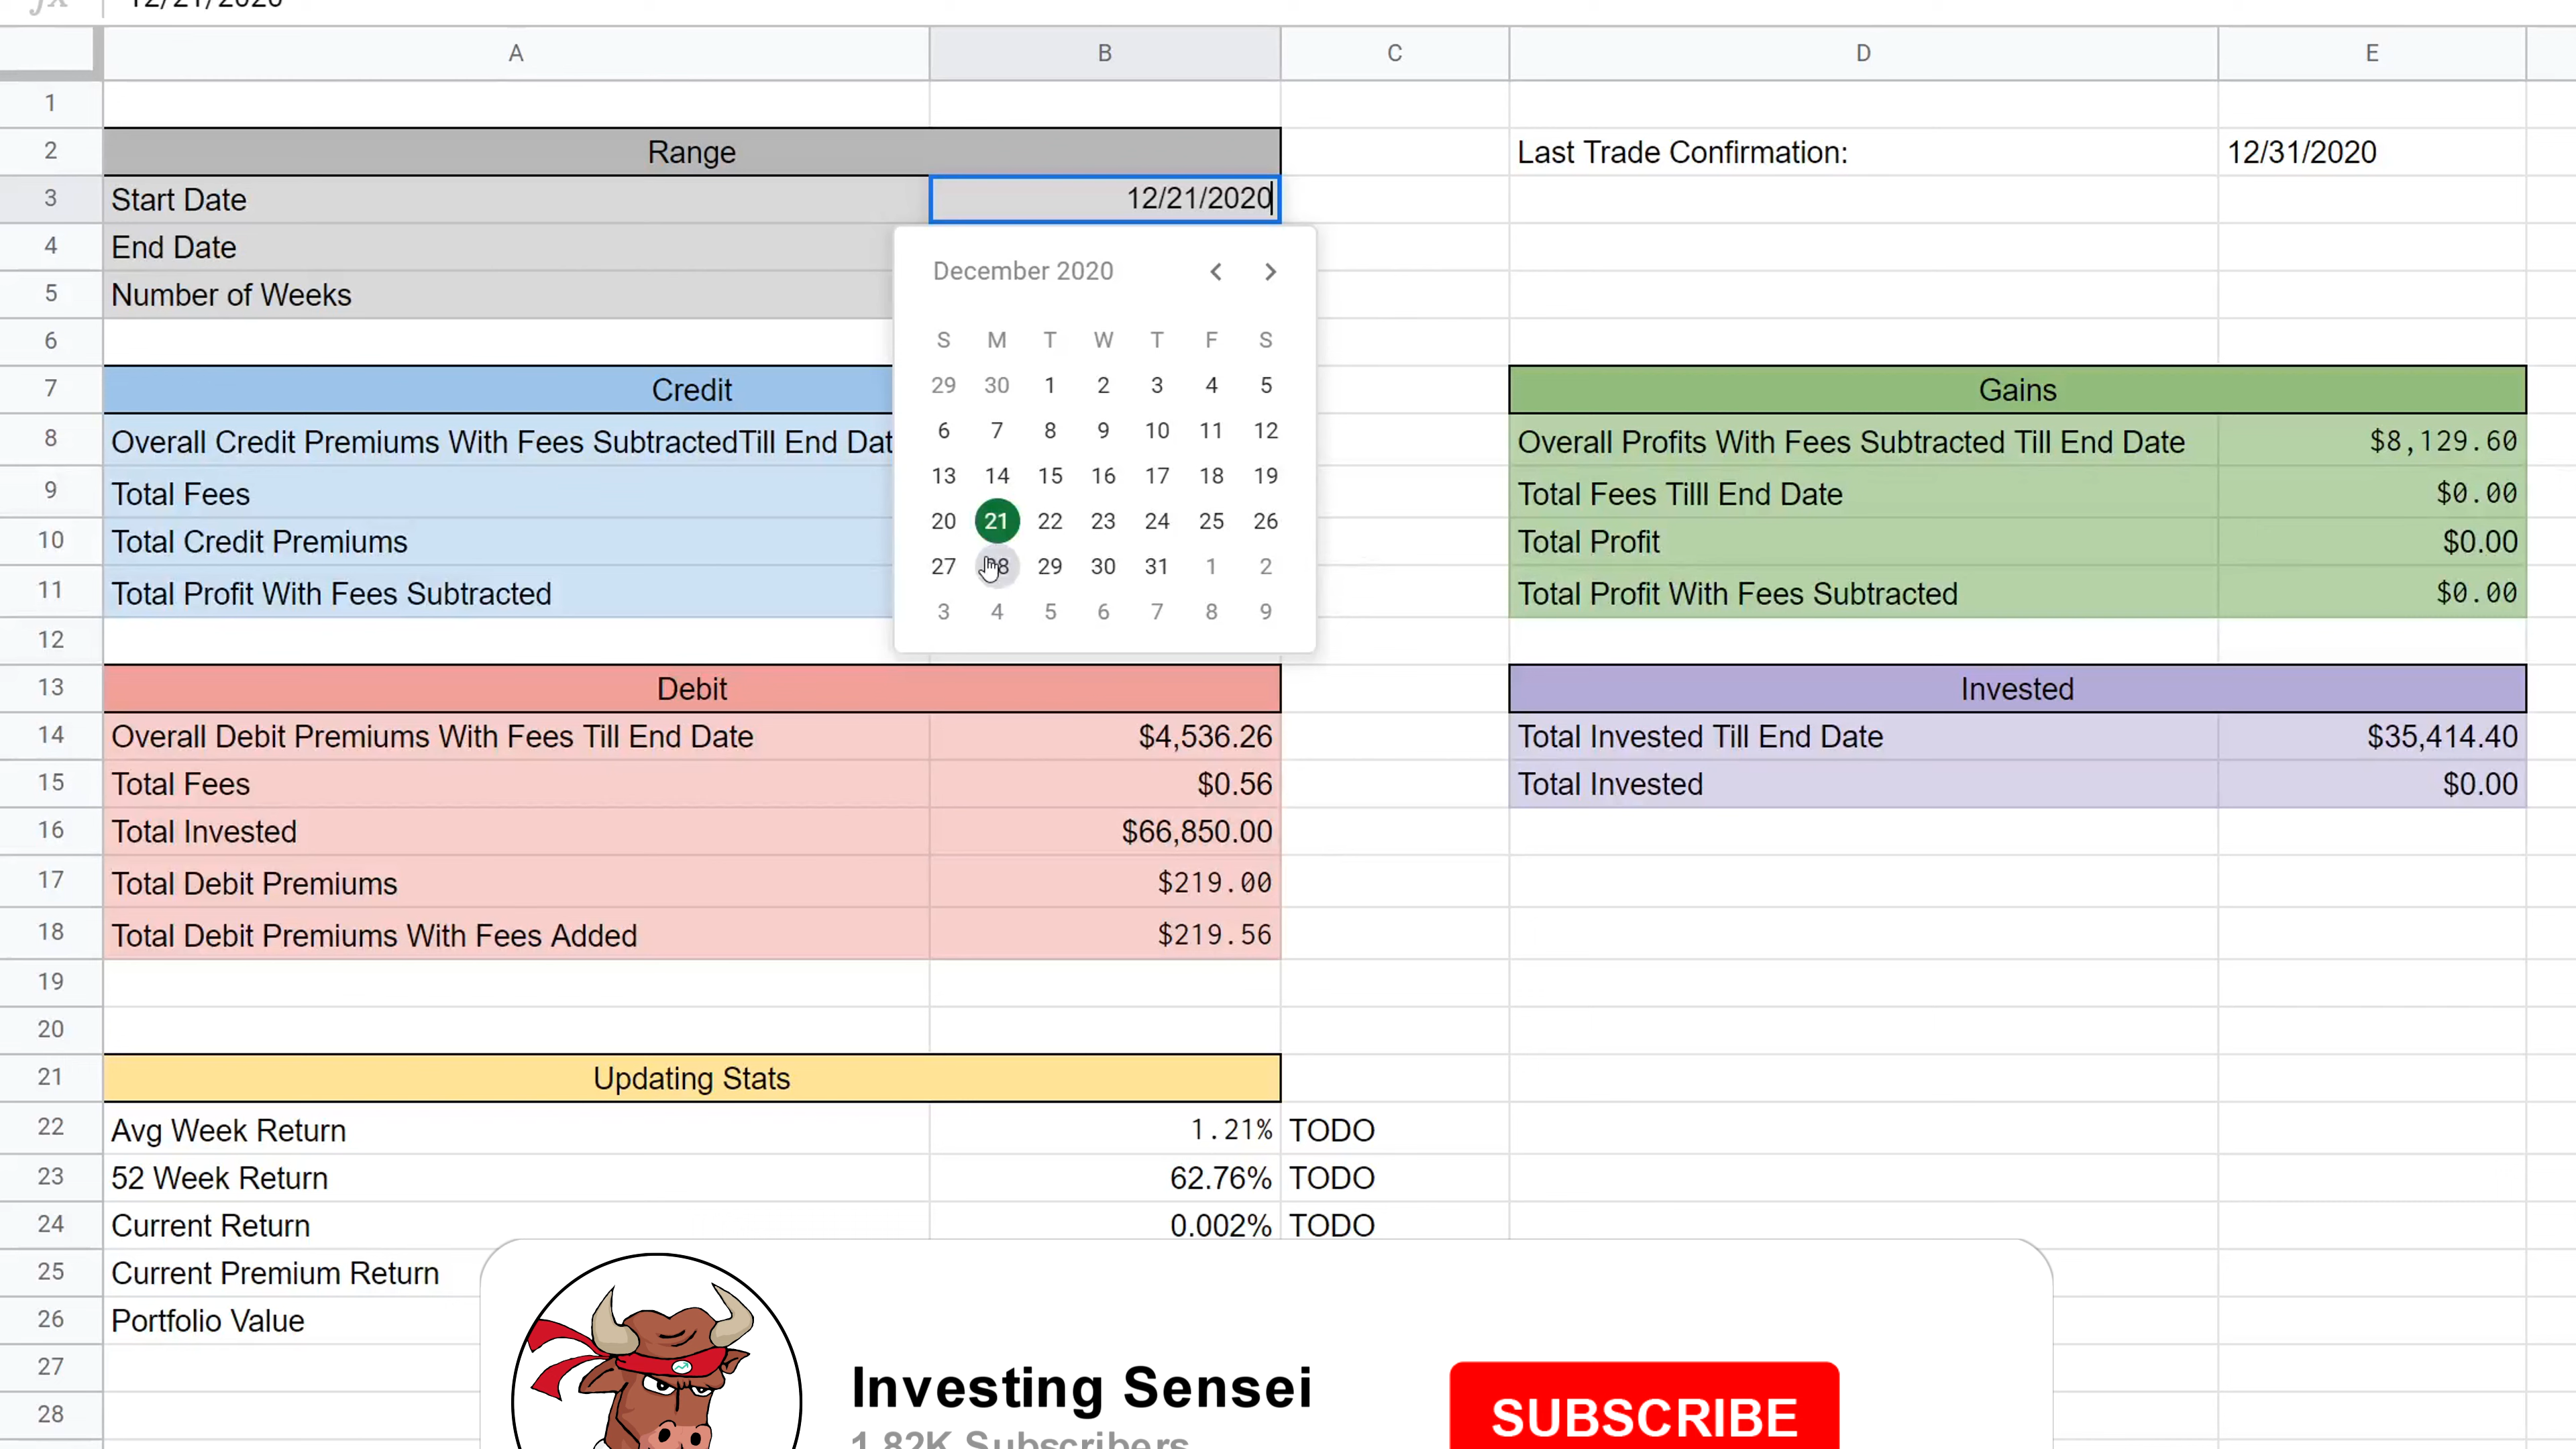 fx 12/21/2020
A B C D E
1
2 Range Last Trade Confirmation: 12/31/2020
3 Start Date 12/21/2020
4 End Date
5 Number of Weeks
6
December 2020
S M T W T F S
29 30 1 2 3 4 5
6 7 8 9 10 11 12
13 14 15 16 17 18 19
20 21 22 23 24 25 26
27 29 30 31 1 2
3 4 5 6 7 8 9
7 Credit Gains
8 Overall Credit Premiums With Fees SubtractedTill End Dat Overall Profits With Fees Subtracted Till End Date $8,129.60
9 Total Fees Total Fees Tilll End Date $0.00
10 Total Credit Premiums Total Profit $0.00
11 Total Profit With Fees Subtracted Total Profit With Fees Subtracted $0.00
12
13 Debit Invested
14 Overall Debit Premiums With Fees Till End Date $4,536.26 Total Invested Till End Date $35,414.40
15 Total Fees $0.56 Total Invested $0.00
16 Total Invested $66,850.00
17 Total Debit Premiums $219.00
18 Total Debit Premiums With Fees Added $219.56
19
20
21 Updating Stats
22 Avg Week Return 1.21% TODO
23 52 Week Return 62.76% TODO
24 Current Return 0.002% TODO
25 Current Premium Return
26 Portfolio Value
27
28
Investing Sensei
1.82K Subscribers
SUBSCRIBE